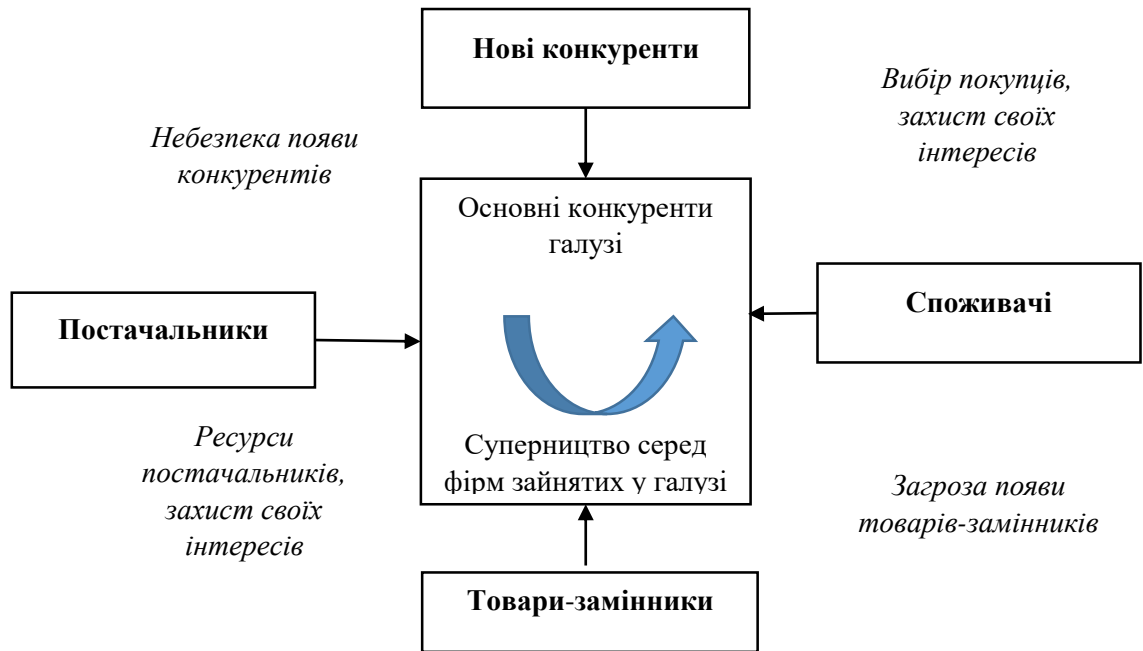 Нові конкуренти
Вибір покупців,
захист своїх
інтересів
Небезпека появи
конкурентів
Основні конкуренти
галузі
Постачальники
Споживачі
Суперництво серед
фірм зайнятих у галузі
Ресурси
постачальників,
захист своїх
інтересів
Загроза появи
товарів-замінників
Товари-замінники